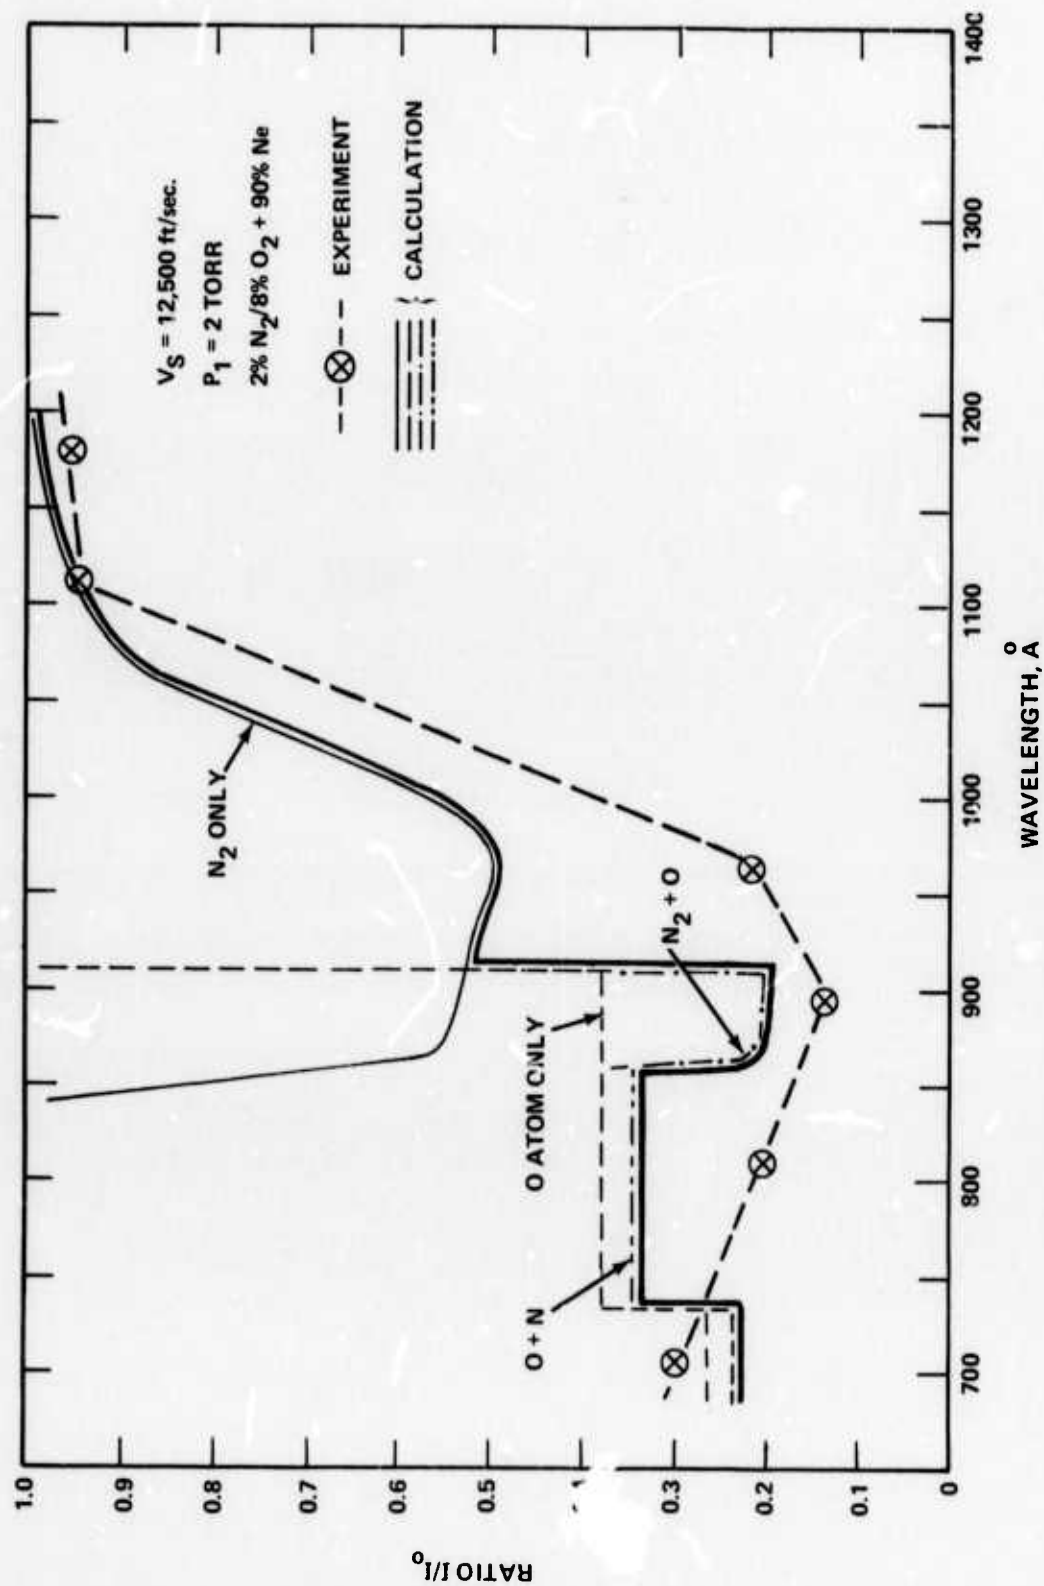 V_S = 12,500 ft/sec.
P_1 = 2 TORR
2% N_2/8% O_2 + 90% Ne
EXPERIMENT
CALCULATION
N_2 ONLY
O ATOM ONLY
N_2 + O
O + N
RATIO I/I_o
1.0
0.9
0.8
0.7
0.6
0.5
0.3
0.2
0.1
0
700
800
900
1000
1100
1200
1300
1400
WAVELENGTH, Å